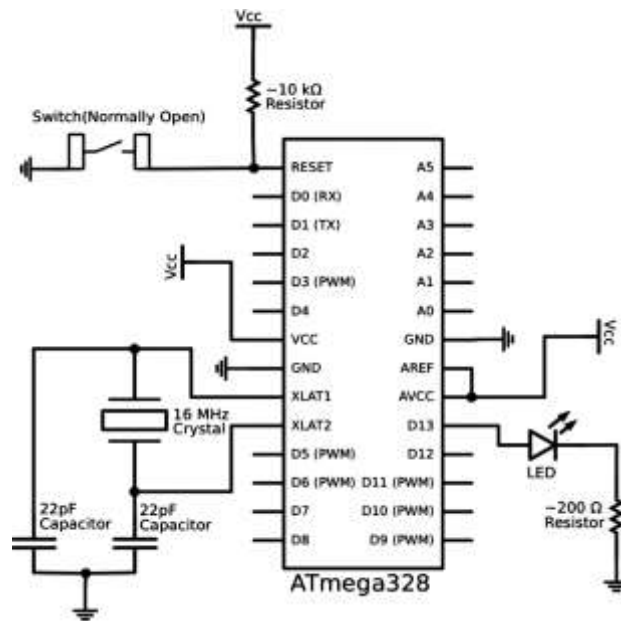 Vcc
~10 kΩ
Resistor
Switch(Normally Open)
RESET
A5
D0 (RX)
A4
D1 (TX)
A3
D2
A2
Vcc
D3 (PWM)
A1
D4
A0
VCC
GND
Vcc
GND
AREF
XLAT1
AVCC
16 MHz
Crystal
XLAT2
D13
D5 (PWM)
D12
LED
D6 (PWM)
D11 (PWM)
22pF
Capacitor
22pF
Capacitor
D7
D10 (PWM)
~200 Ω
Resistor
D8
D9 (PWM)
ATmega328